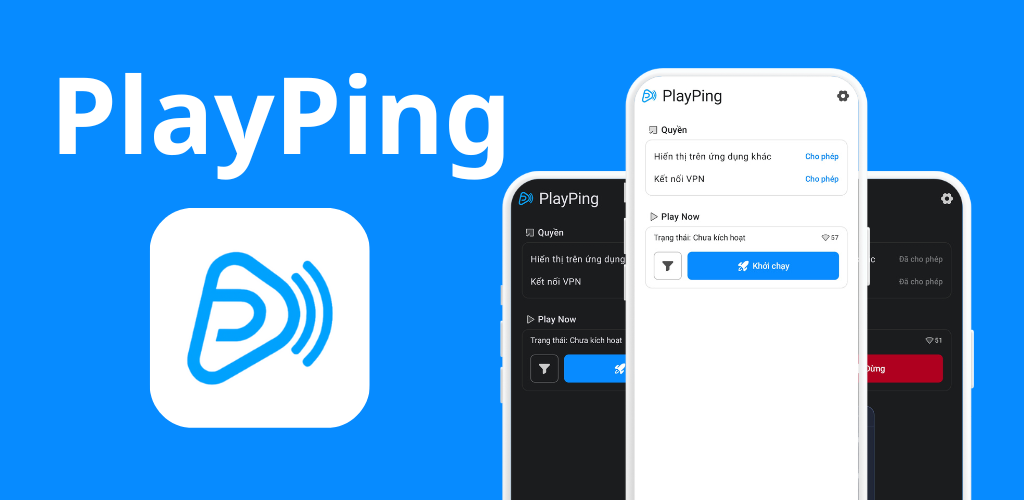 PlayPing
PlayPing
Quyền
Hiển thị trên ứng dụng khác Cho phép
Kết nối VPN Cho phép
Play Now
Trạng thái: Chưa kích hoạt 57
Khởi chạy
PlayPing
Quyền
Hiển thị trên ứng dụng
Kết nối VPN
Play Now
Trạng thái: Chưa kích hoạt
Đã cho phép
Đã cho phép
51
Dừng